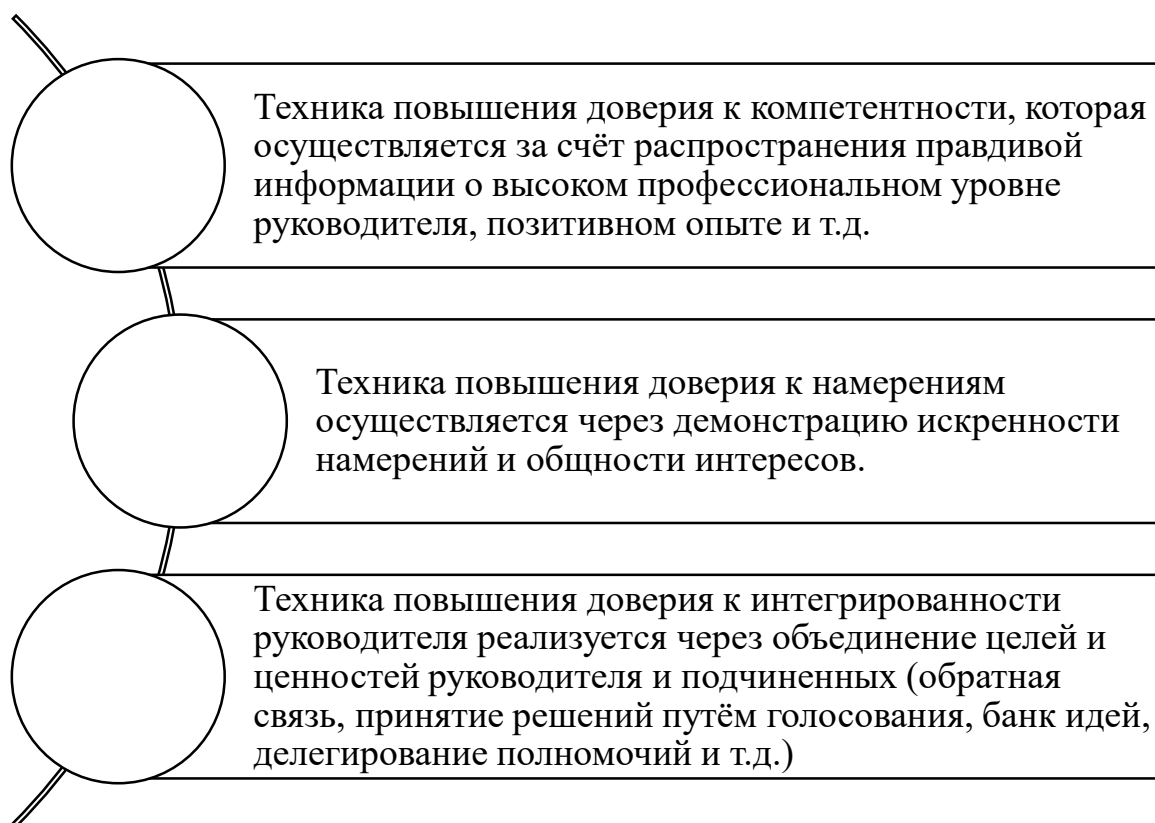 Техника повышения доверия к компетентности, которая
осуществляется за счёт распространения правдивой
информации о высоком профессиональном уровне
руководителя, позитивном опыте и т.д.
Техника повышения доверия к намерениям
осуществляется через демонстрацию искренности
намерений и общности интересов.
Техника повышения доверия к интегрированности
руководителя реализуется через объединение целей и
ценностей руководителя и подчиненных (обратная
связь, принятие решений путём голосования, банк идей,
делегирование полномочий и т.д.)